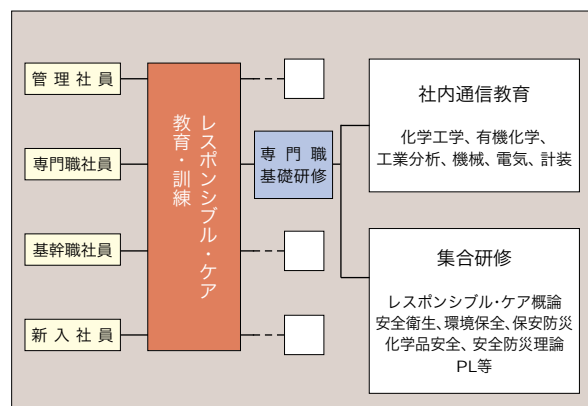 管理社員
専門職社員
基幹職社員
新入社員
レスポンシブル・ケア
教育・訓練
専門職
基礎研修
社内通信教育
化学工学、有機化学、
工業分析、機械、電気、計装
集合研修
レスポンシブル・ケア概論
安全衛生、環境保全、保安防災
化学品安全、安全防災理論
PL等